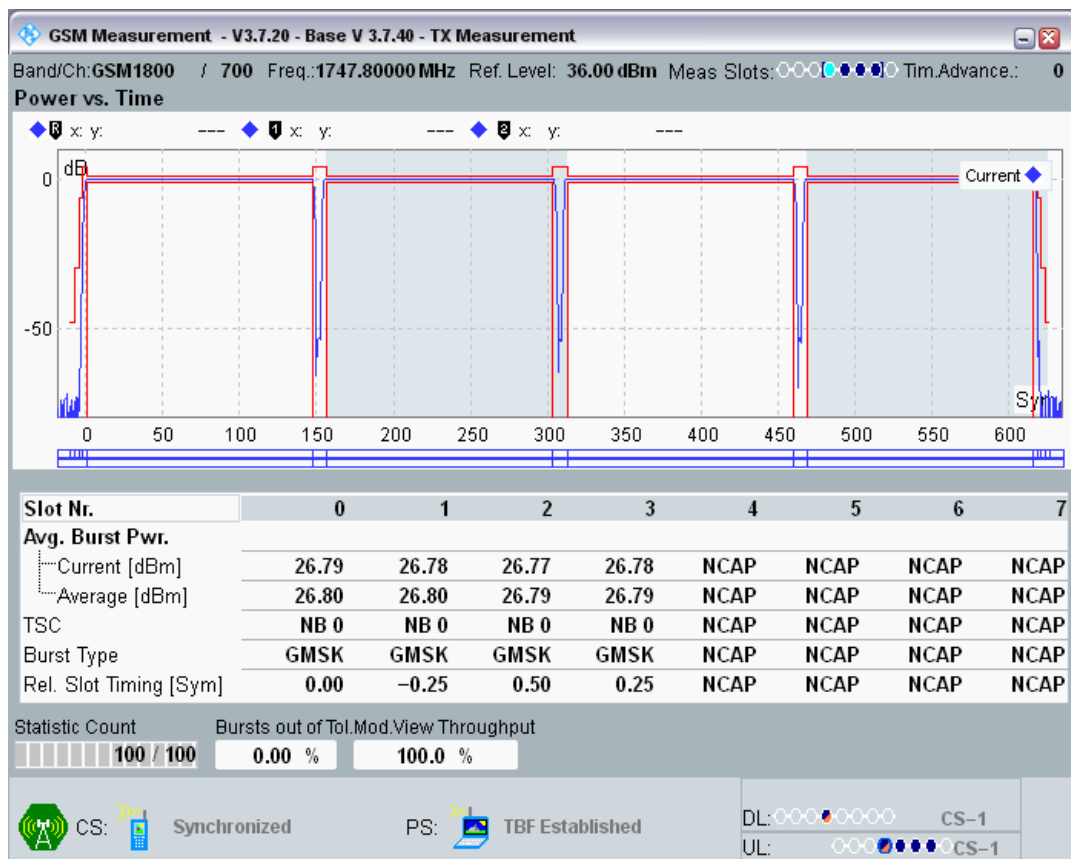 GSM Measurement - V3.7.20 - Base V 3.7.40 - TX Measurement
Band/Ch:GSM1800 / 700 Freq.:1747.80000 MHz Ref. Level: 36.00 dBm Meas Slots: Tim.Advance.: 0
Power vs. Time
R x: y: --- 1 x: y: --- 2 x: y: ---
dB
Current
0
-50
Sym
0 50 100 150 200 250 300 350 400 450 500 550 600
Slot Nr. 0 1 2 3 4 5 6 7
Avg. Burst Pwr.
Current [dBm] 26.79 26.78 26.77 26.78 NCAP NCAP NCAP NCAP
Average [dBm] 26.80 26.80 26.79 26.79 NCAP NCAP NCAP NCAP
TSC NB 0 NB 0 NB 0 NB 0 NCAP NCAP NCAP NCAP
Burst Type GMSK GMSK GMSK GMSK NCAP NCAP NCAP NCAP
Rel. Slot Timing [Sym] 0.00 −0.25 0.50 0.25 NCAP NCAP NCAP NCAP
Statistic Count Bursts out of Tol. Mod.View Throughput
100 / 100 0.00 % 100.0 %
CS: Synchronized PS: TBF Established
DL: CS−1
UL: CS−1